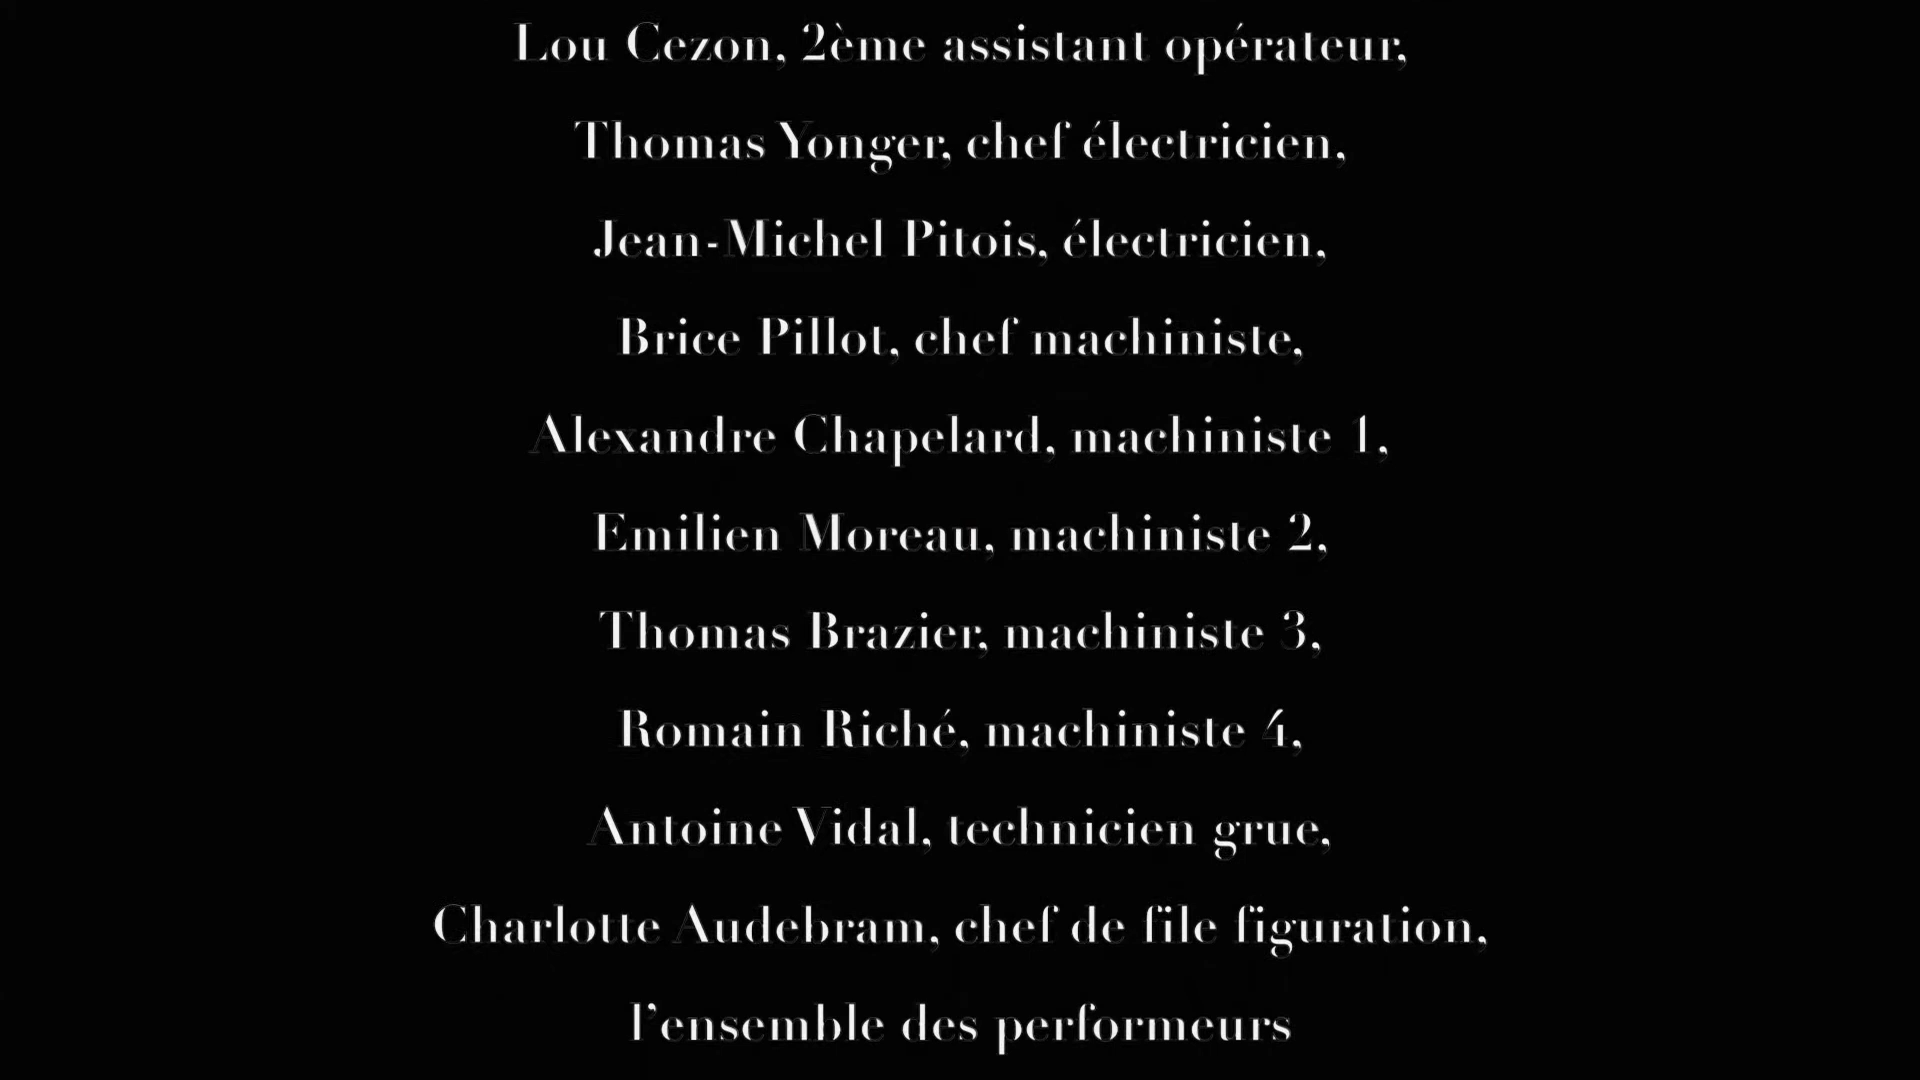 Lou Cezon, 2ème assistant opérateur,
Thomas Yonger, chef électricien,
Jean-Michel Pitois, électricien,
Brice Pillot, chef machiniste,
Alexandre Chapelard, machiniste 1,
Emilien Moreau, machiniste 2,
Thomas Brazier, machiniste 3,
Romain Riché, machiniste 4,
Antoine Vidal, technicien grue,
Charlotte Audebram, chef de file figuration,
l’ensemble des performeurs